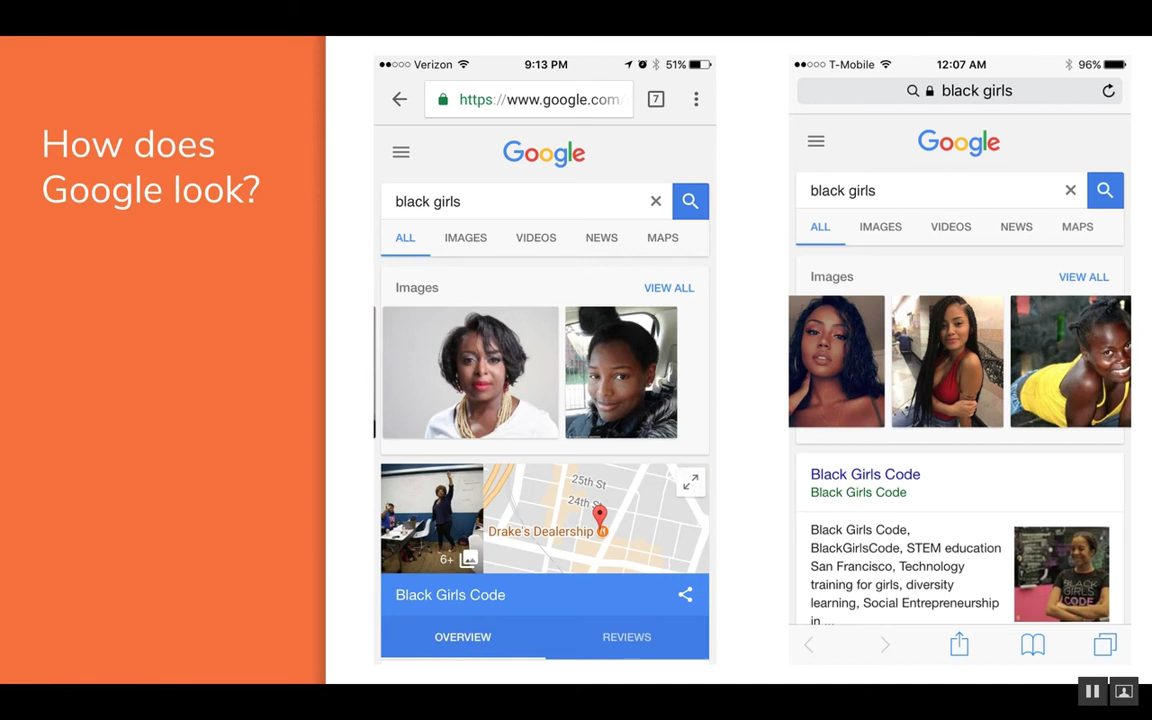 How does
Google look?
Verizon 9:13 PM 51%
https://www.google.com/
7
Google
black girls
ALL IMAGES VIDEOS NEWS MAPS
Images VIEW ALL
25th St
24th St
Drake's Dealership
6+
Black Girls Code
OVERVIEW REVIEWS
T-Mobile 12:07 AM 96%
black girls
Google
black girls
ALL IMAGES VIDEOS NEWS MAPS
Images VIEW ALL
Black Girls Code
Black Girls Code
Black Girls Code,
BlackGirlsCode, STEM education
San Francisco, Technology
training for girls, diversity
learning, Social Entrepreneurship
in ...
BLACK
GIRLS
CODE